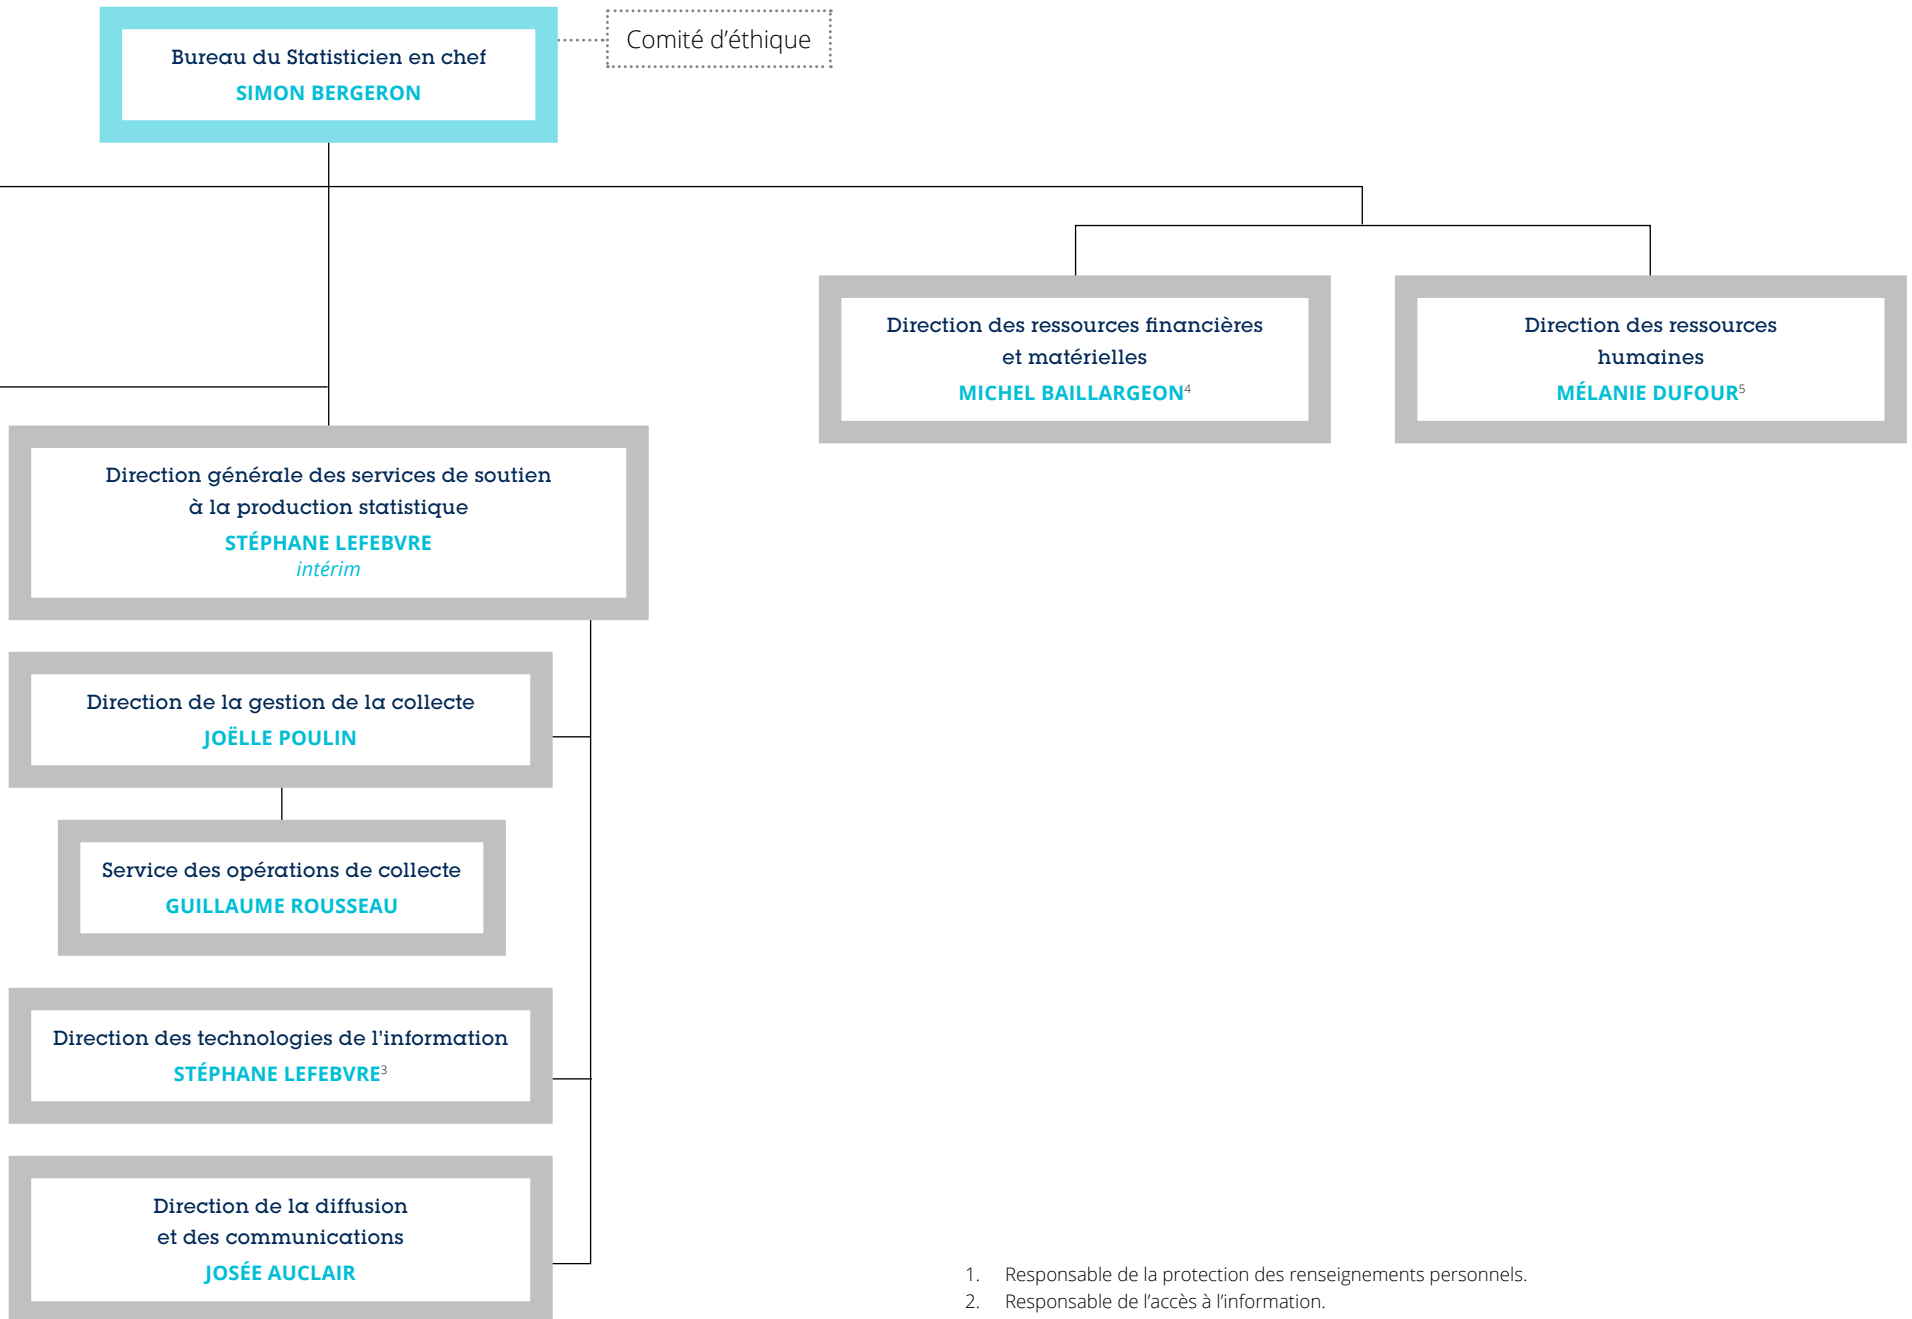 Bureau du Statisticien en chef
SIMON BERGERON
Comité d'éthique
Direction des ressources financières
et matérielles
MICHEL BAILLARGEON⁴
Direction des ressources
humaines
MÉLANIE DUFOUR⁵
Direction générale des services de soutien
à la production statistique
STÉPHANE LEFEBVRE
intérim
Direction de la gestion de la collecte
JOËLLE POULIN
Service des opérations de collecte
GUILLAUME ROUSSEAU
Direction des technologies de l'information
STÉPHANE LEFEBVRE³
Direction de la diffusion
et des communications
JOSÉE AUCLAIR
1. Responsable de la protection des renseignements personnels.
2. Responsable de l'accès à l'information.